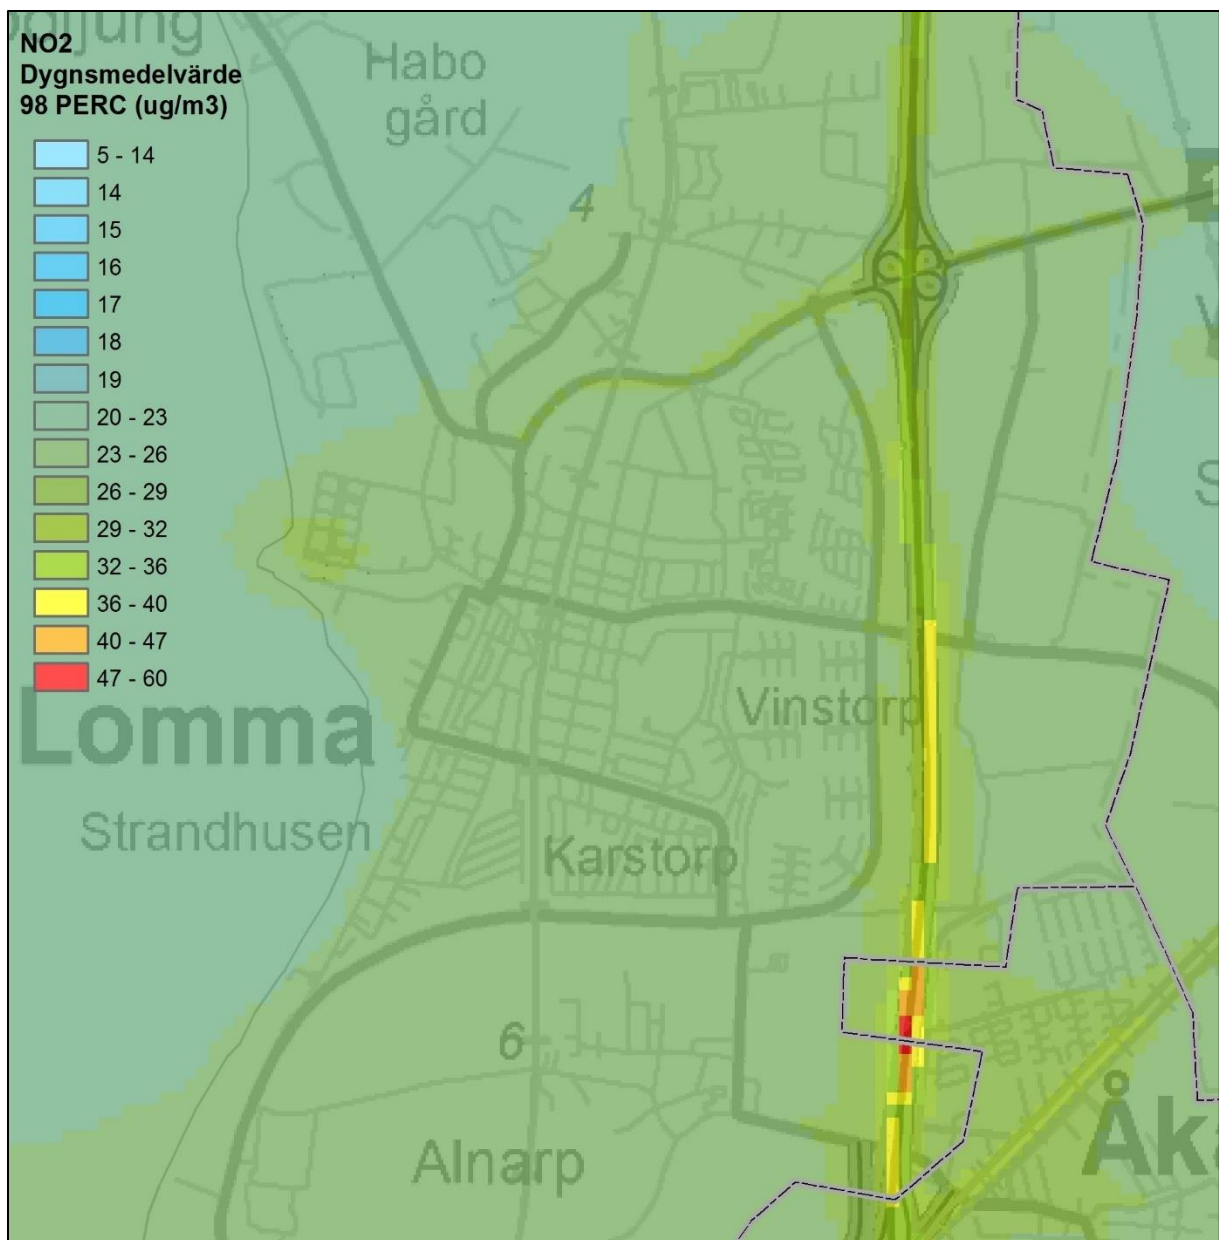 NO2
Dygnsmedelvärde
98 PERC (ug/m3)
5 - 14
14
15
16
17
18
19
20 - 23
23 - 26
26 - 29
29 - 32
32 - 36
36 - 40
40 - 47
47 - 60
Habo
gård
4
Lomma
Strandhusen
Vinstorp
Karstorp
6
Alnarp
Åka